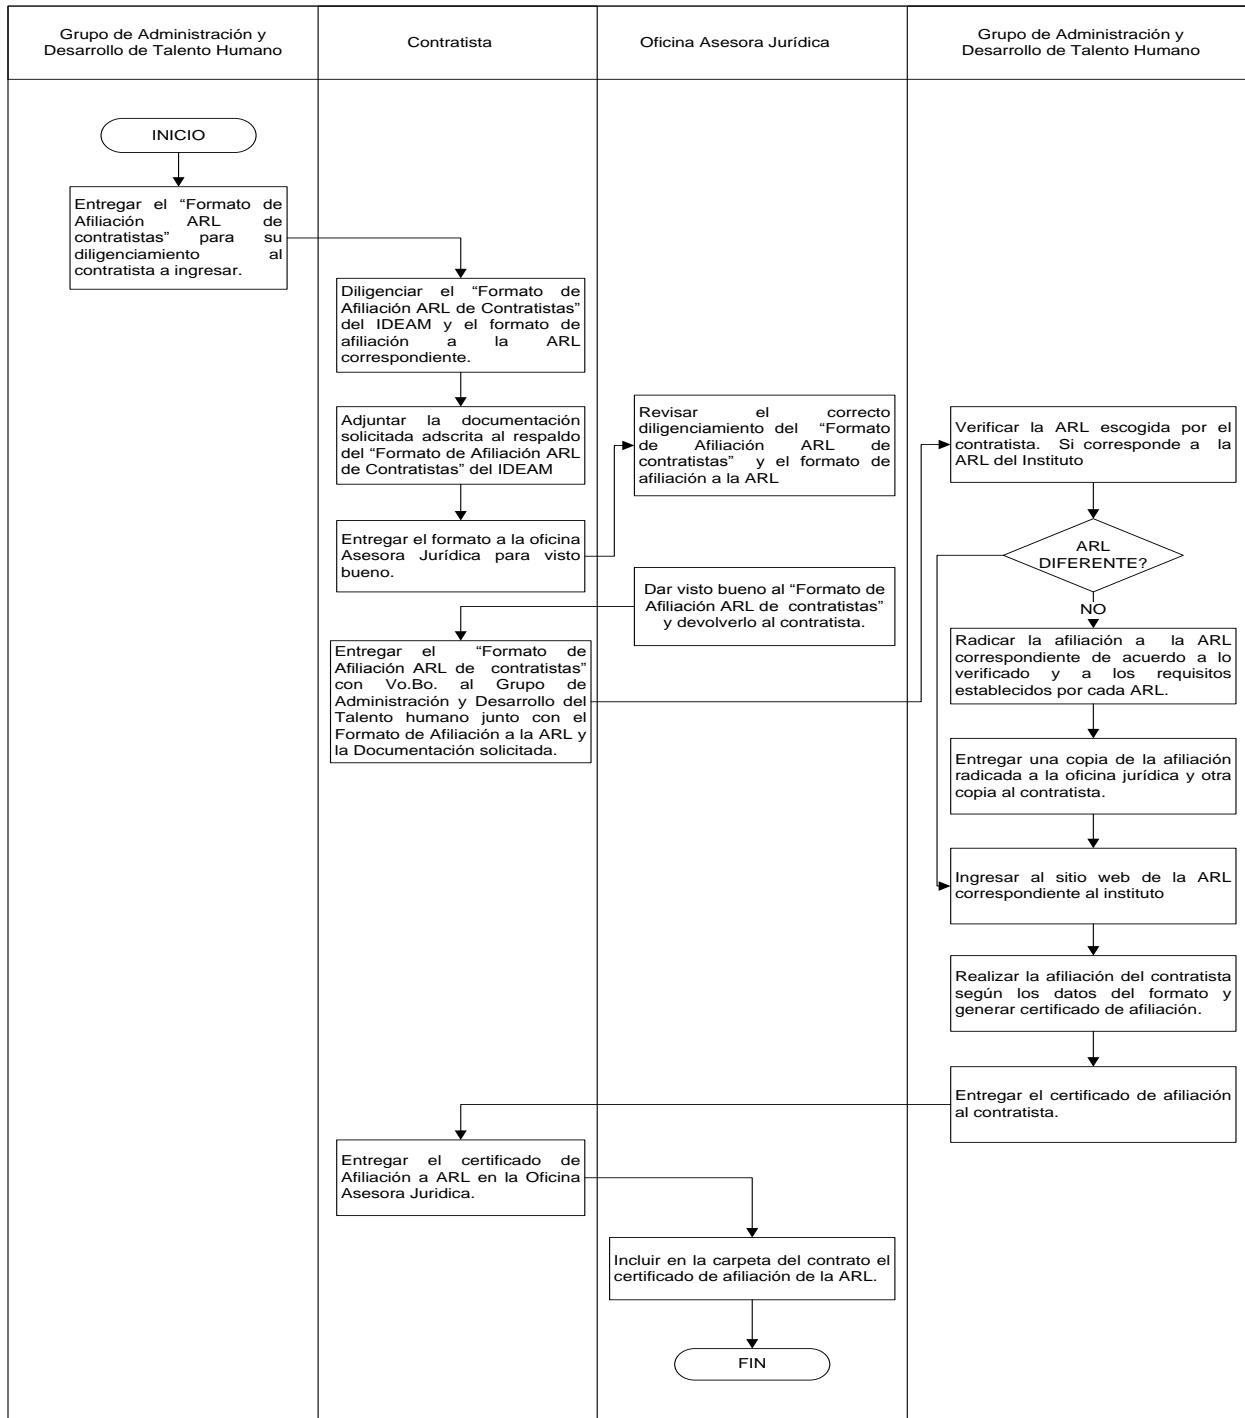 Grupo de Administración y
Desarrollo de Talento Humano
Contratista
Oficina Asesora Jurídica
Grupo de Administración y
Desarrollo de Talento Humano
INICIO
Entregar el “Formato de
Afiliación ARL de
contratistas” para su
diligenciamiento al
contratista a ingresar.
Diligenciar el “Formato de
Afiliación ARL de Contratistas”
del IDEAM y el formato de
afiliación a la ARL
correspondiente.
Adjuntar la documentación
solicitada adscrita al respaldo
del “Formato de Afiliación ARL
de Contratistas” del IDEAM
Entregar el formato a la oficina
Asesora Jurídica para visto
bueno.
Revisar el correcto
diligenciamiento del “Formato
de Afiliación ARL de
contratistas” y el formato de
afiliación a la ARL
Dar visto bueno al “Formato de
Afiliación ARL de contratistas”
y devolverlo al contratista.
Entregar el “Formato de
Afiliación ARL de contratistas”
con Vo.Bo. al Grupo de
Administración y Desarrollo del
Talento humano junto con el
Formato de Afiliación a la ARL y
la Documentación solicitada.
Verificar la ARL escogida por el
contratista. Si corresponde a la
ARL del Instituto
ARL
DIFERENTE?
NO
Radicar la afiliación a la ARL
correspondiente de acuerdo a lo
verificado y a los requisitos
establecidos por cada ARL.
Entregar una copia de la afiliación
radicada a la oficina jurídica y otra
copia al contratista.
Ingresar al sitio web de la ARL
correspondiente al instituto
Realizar la afiliación del contratista
según los datos del formato y
generar certificado de afiliación.
Entregar el certificado de afiliación
al contratista.
Entregar el certificado de
Afiliación a ARL en la Oficina
Asesora Juridica.
Incluir en la carpeta del contrato el
certificado de afiliación de la ARL.
FIN